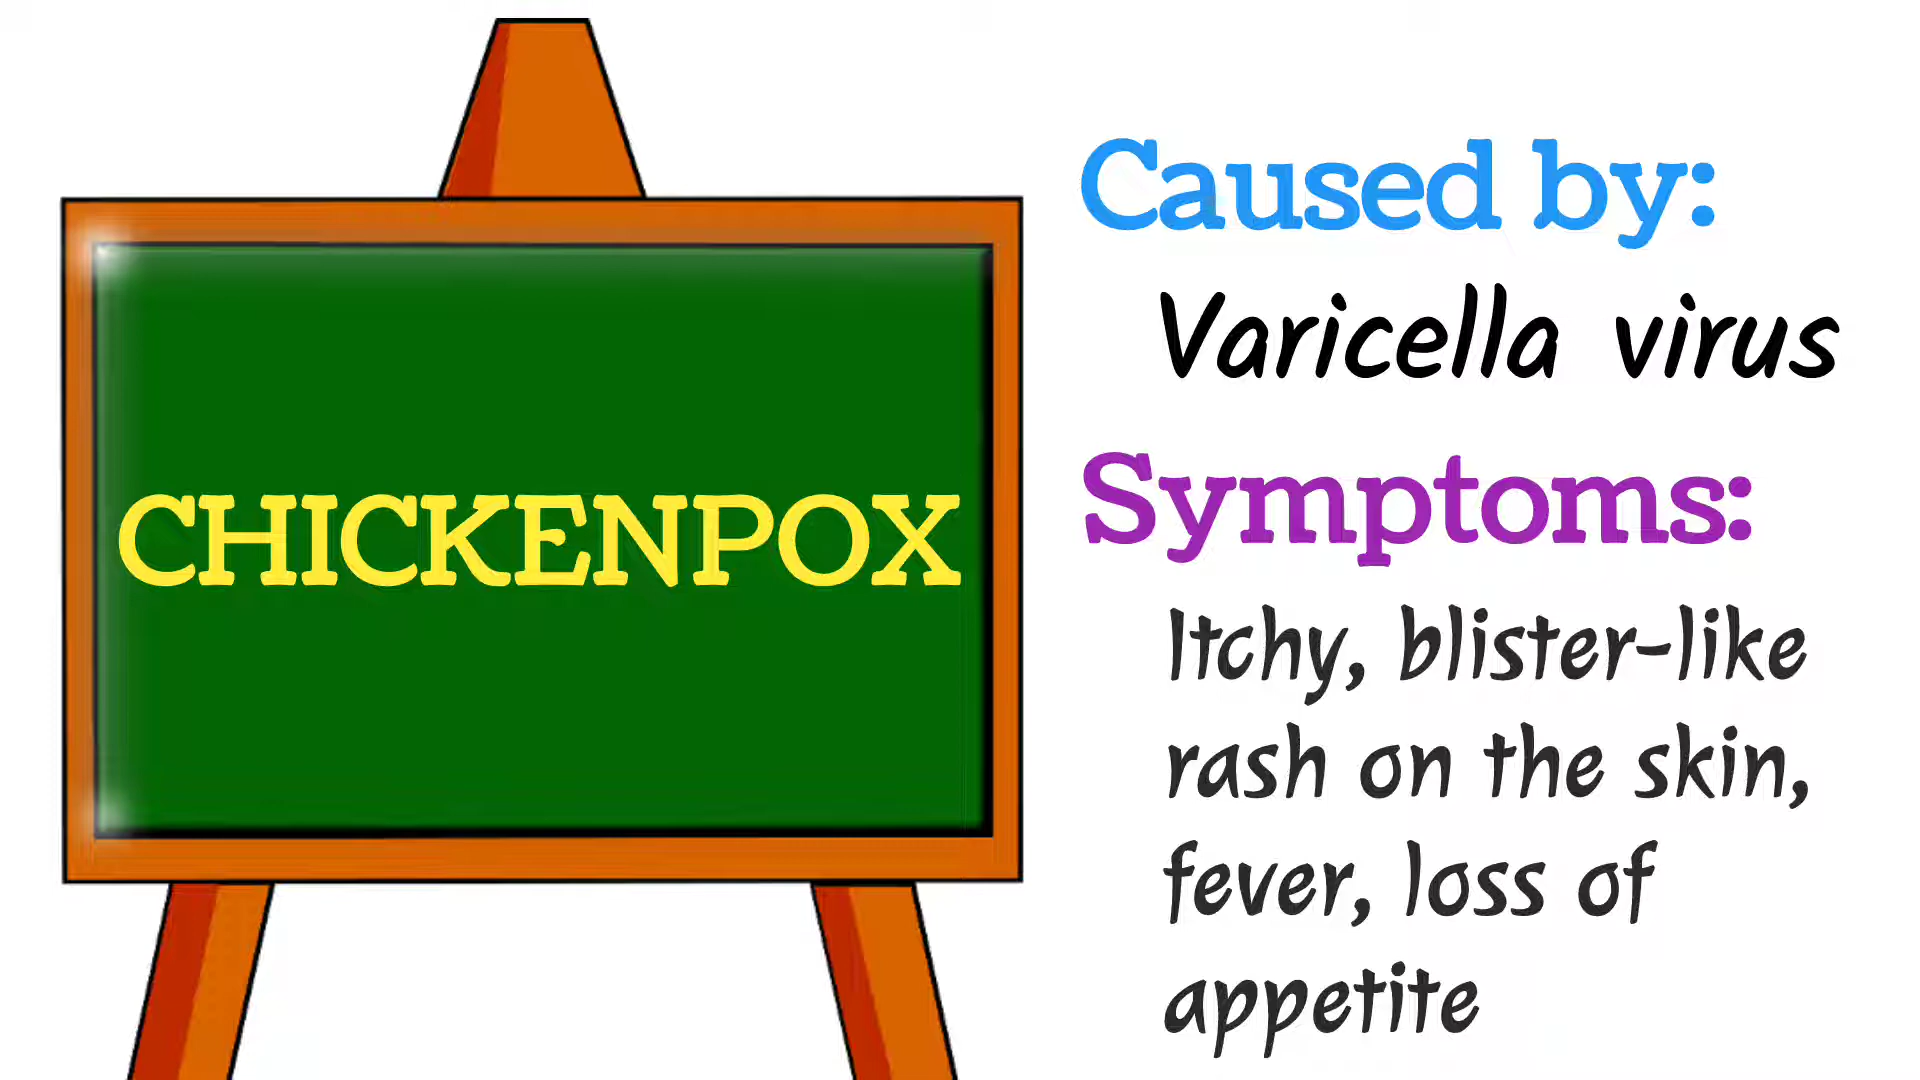 CHICKENPOX
Caused by:
Varicella virus
Symptoms:
Itchy, blister-like
rash on the skin,
fever, loss of
appetite